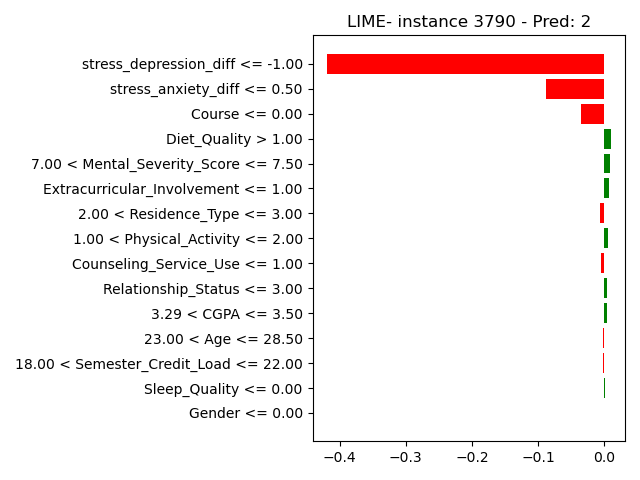 LIME- instance 3790 - Pred: 2
stress_depression_diff <= -1.00
stress_anxiety_diff <= 0.50
Course <= 0.00
Diet_Quality > 1.00
7.00 < Mental_Severity_Score <= 7.50
Extracurricular_Involvement <= 1.00
2.00 < Residence_Type <= 3.00
1.00 < Physical_Activity <= 2.00
Counseling_Service_Use <= 1.00
Relationship_Status <= 3.00
3.29 < CGPA <= 3.50
23.00 < Age <= 28.50
18.00 < Semester_Credit_Load <= 22.00
Sleep_Quality <= 0.00
Gender <= 0.00
−0.4 −0.3 −0.2 −0.1 0.0